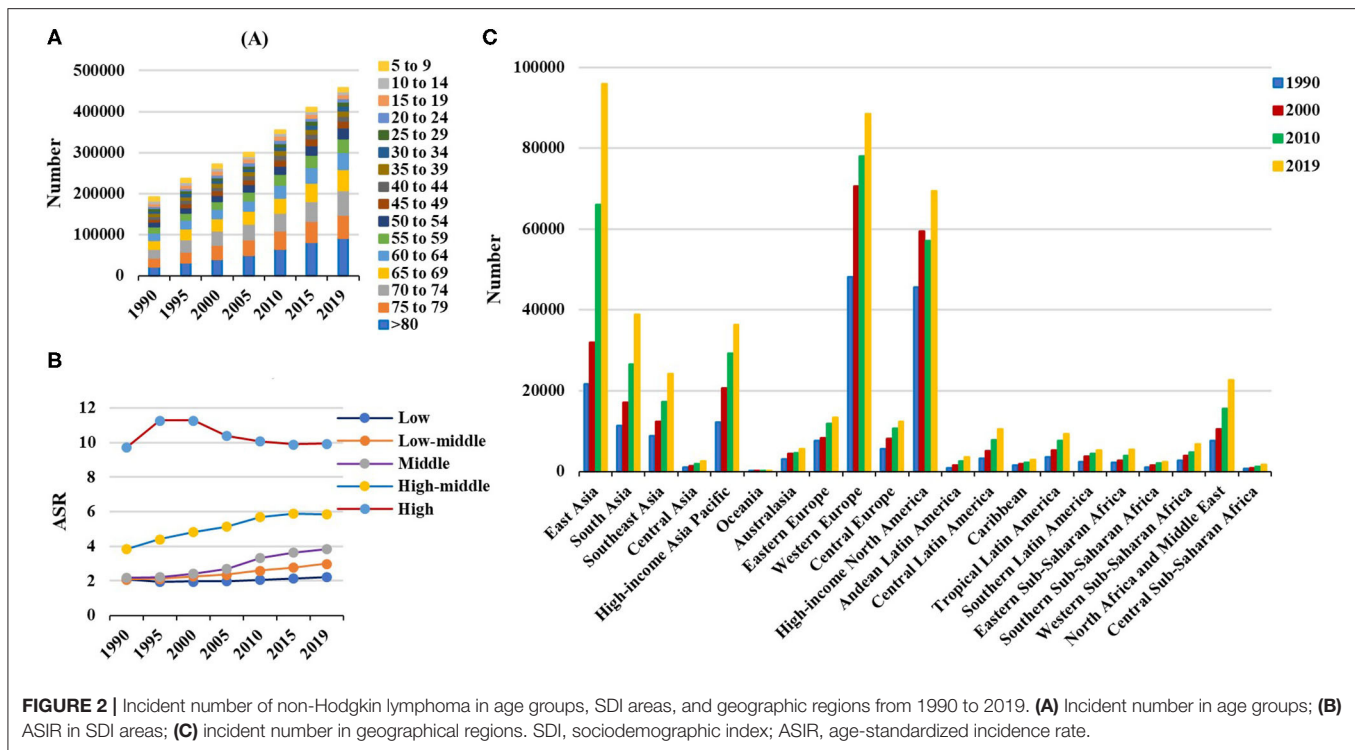 A
(A)
Number
500000
400000
300000
200000
100000
0
1990
1995
2000
2005
2010
2015
2019
5 to 9
10 to 14
15 to 19
20 to 24
25 to 29
30 to 34
35 to 39
40 to 44
45 to 49
50 to 54
55 to 59
60 to 64
65 to 69
70 to 74
75 to 79
>80
B
ASR
12
10
8
6
4
2
0
1990
1995
2000
2005
2010
2015
2019
Low
Low-middle
Middle
High-middle
High
C
Number
100000
80000
60000
40000
20000
0
East Asia
South Asia
Southeast Asia
Central Asia
High-income Asia Pacific
Oceania
Australasia
Eastern Europe
Western Europe
Central Europe
High-income North America
Andean Latin America
Central Latin America
Caribbean
Tropical Latin America
Southern Latin America
Eastern Sub-Saharan Africa
Southern Sub-Saharan Africa
Western Sub-Saharan Africa
North Africa and Middle East
Central Sub-Saharan Africa
1990
2000
2010
2019
FIGURE 2 | Incident number of non-Hodgkin lymphoma in age groups, SDI areas, and geographic regions from 1990 to 2019. (A) Incident number in age groups; (B)
ASIR in SDI areas; (C) incident number in geographical regions. SDI, sociodemographic index; ASIR, age-standardized incidence rate.